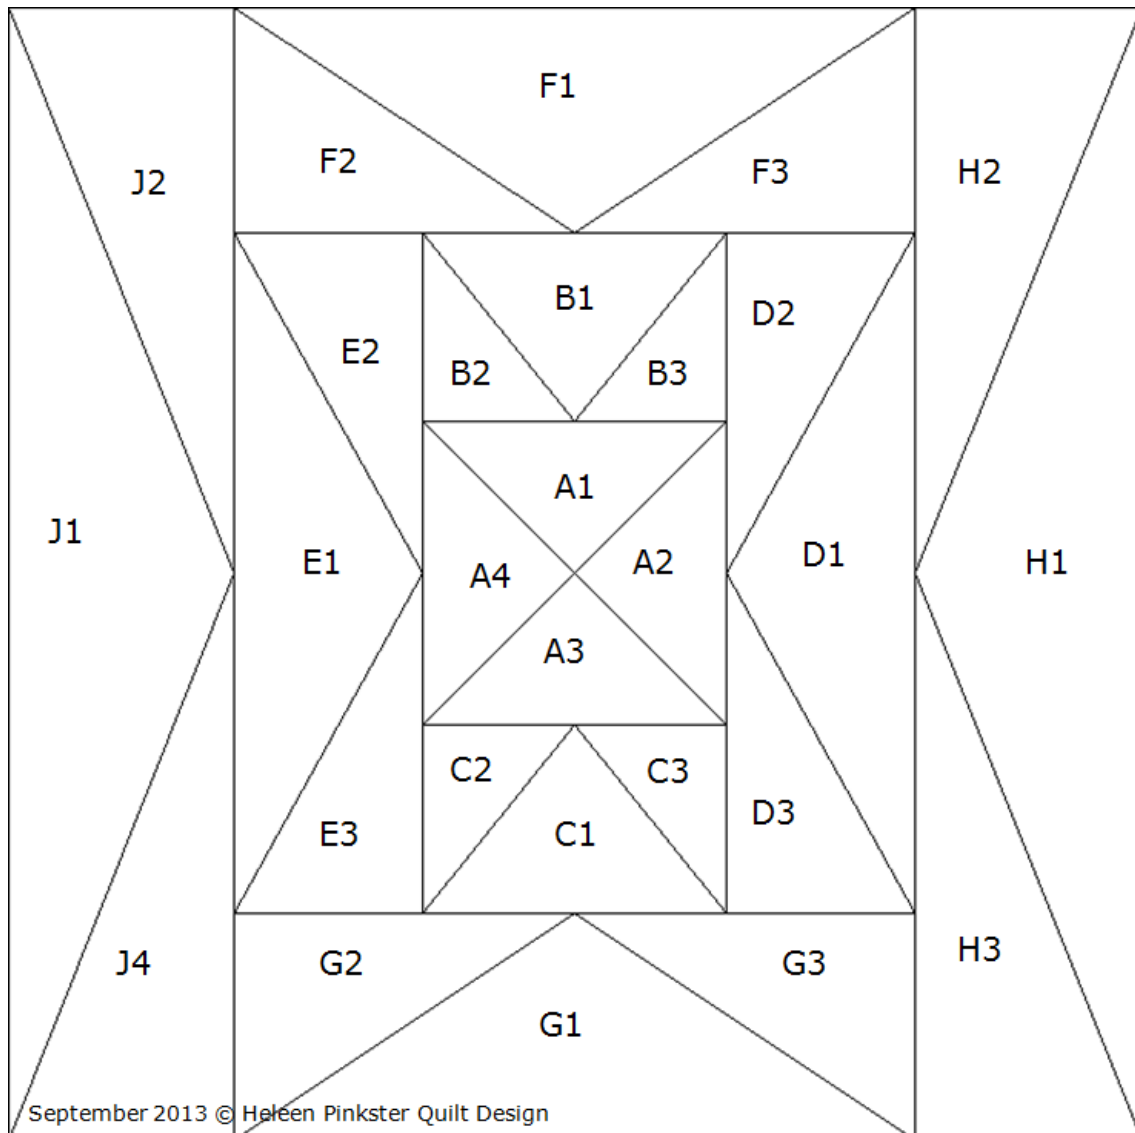 F1
F2
F3
J2
H2
B1
D2
E2
B2
B3
A1
J1
E1
A4
A2
D1
H1
A3
C2
C3
E3
C1
D3
J4
G2
G3
H3
G1
September 2013 © Heleen Pinkster Quilt Design